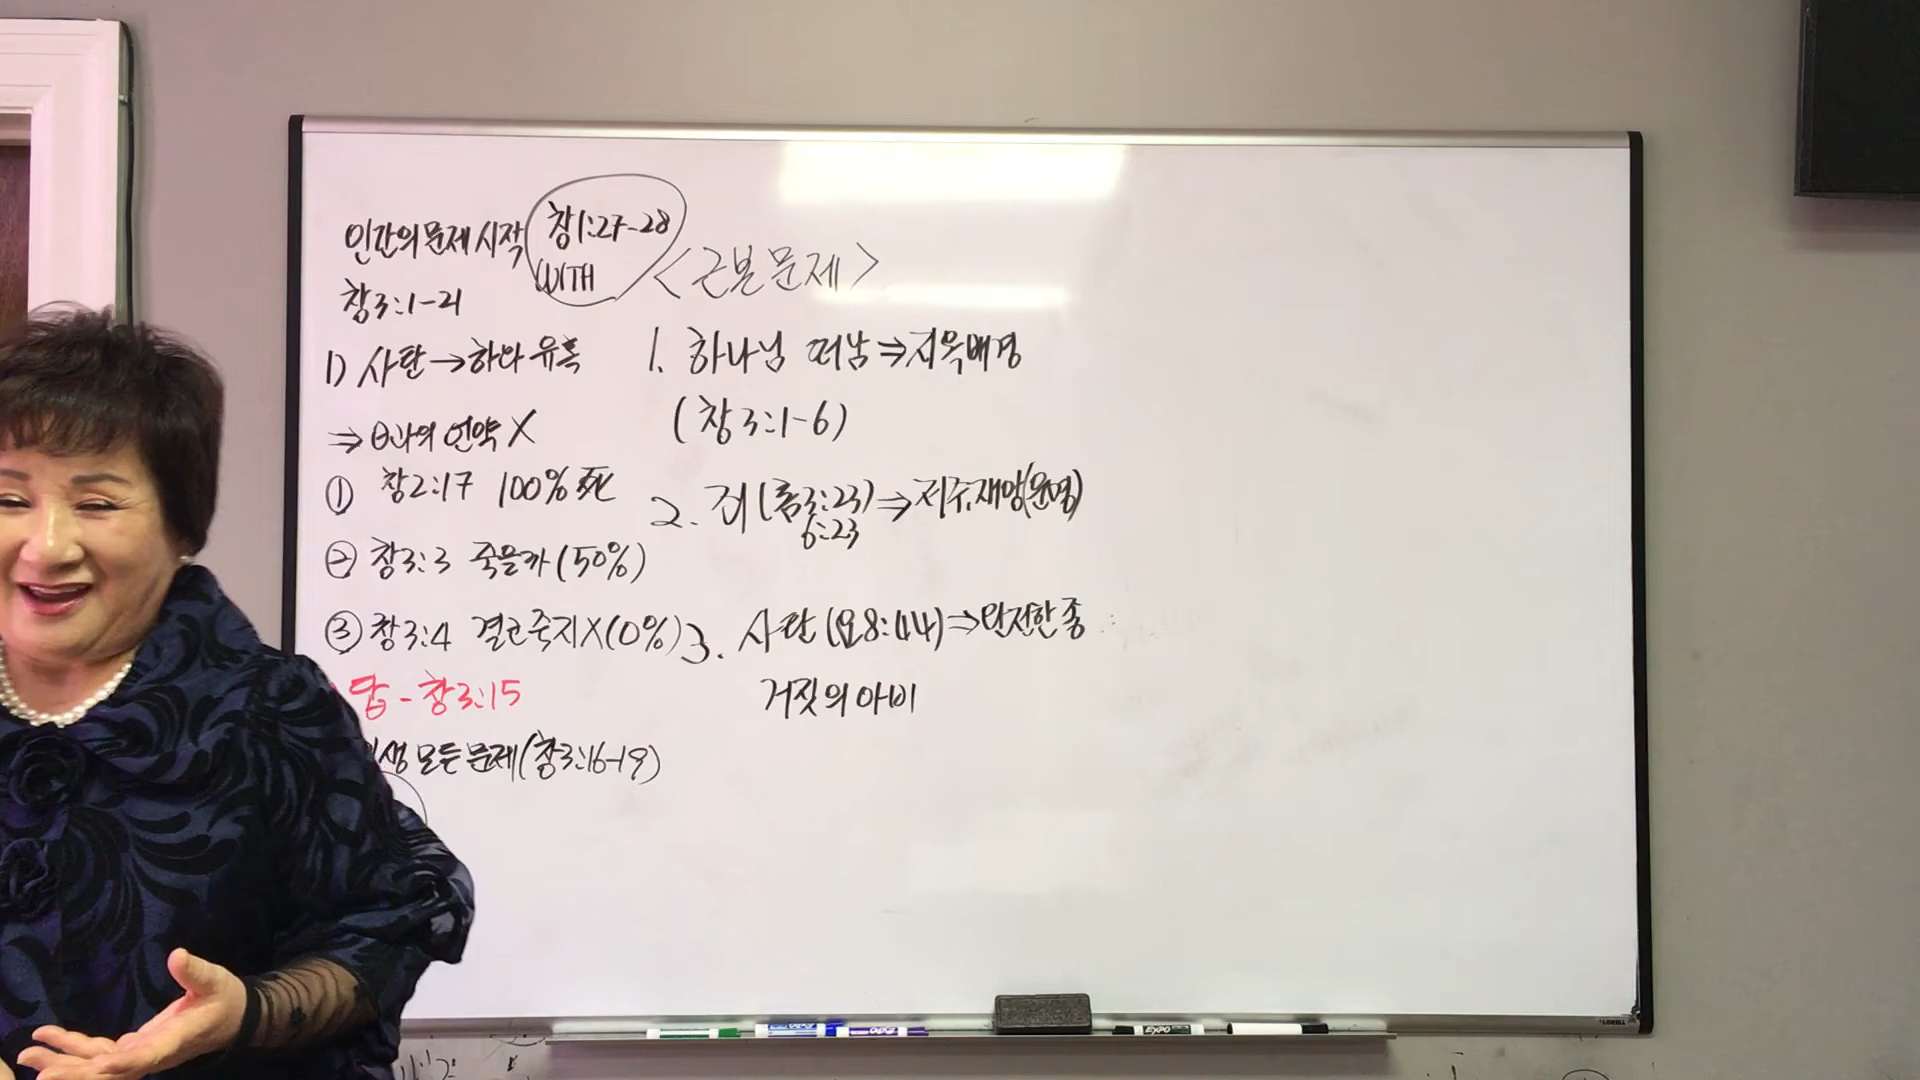 인간의 문제 시작
창1:27-28
WITH
창3:1-21
1) 사탄→하와 유혹
⇒ 과의 언약 X
① 창2:17 100% 死
② 창3:3 죽을까 (50%)
③ 창3:4 결코 죽지X (0%)
답 - 창3:15
생 모든 문제 (창3:16-19)
<근본문제>
1. 하나님 떠남 ⇒ 지옥배경
(창3:1-6)
2. 죄 (롬3:23) ⇒ 저주, 재앙 (운명)
6:23
3. 사탄 (요8:44) ⇒ 완전한 종
거짓의 아비
EXPO